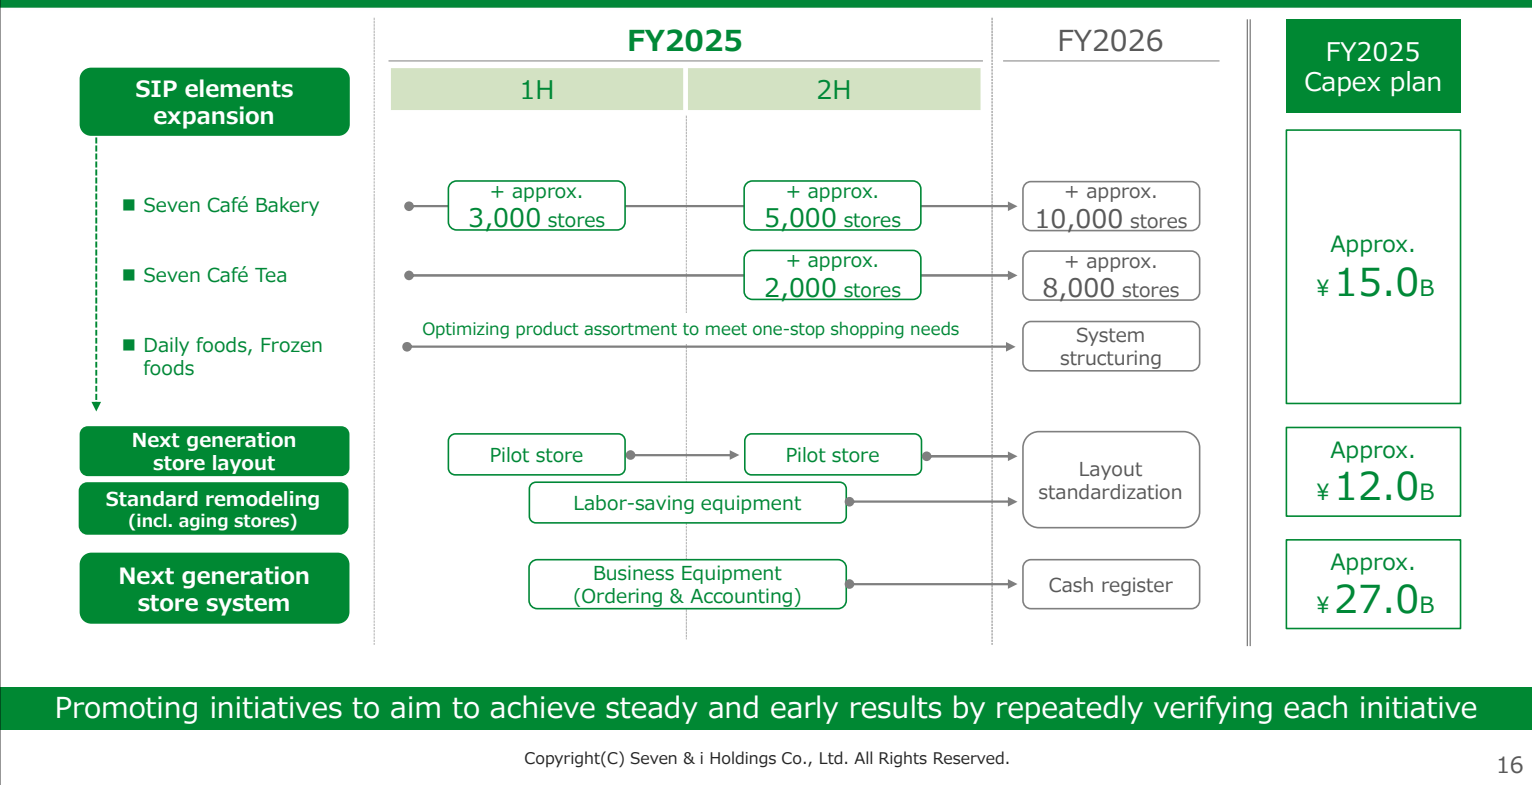 FY2025
FY2026
FY2025
Capex plan
1H
2H
SIP elements
expansion
■ Seven Café Bakery
+ approx.
3,000 stores
+ approx.
5,000 stores
+ approx.
10,000 stores
■ Seven Café Tea
+ approx.
2,000 stores
+ approx.
8,000 stores
■ Daily foods, Frozen
foods
Optimizing product assortment to meet one-stop shopping needs
System
structuring
Approx.
¥ 15.0B
Next generation
store layout
Pilot store
Pilot store
Standard remodeling
(incl. aging stores)
Labor-saving equipment
Layout
standardization
Approx.
¥ 12.0B
Next generation
store system
Business Equipment
(Ordering & Accounting)
Cash register
Approx.
¥ 27.0B
Promoting initiatives to aim to achieve steady and early results by repeatedly verifying each initiative
Copyright(C) Seven & i Holdings Co., Ltd. All Rights Reserved.
16